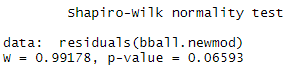 Shapiro-Wilk normality test
data:  residuals(bball.newmod)
W = 0.99178, p-value = 0.06593